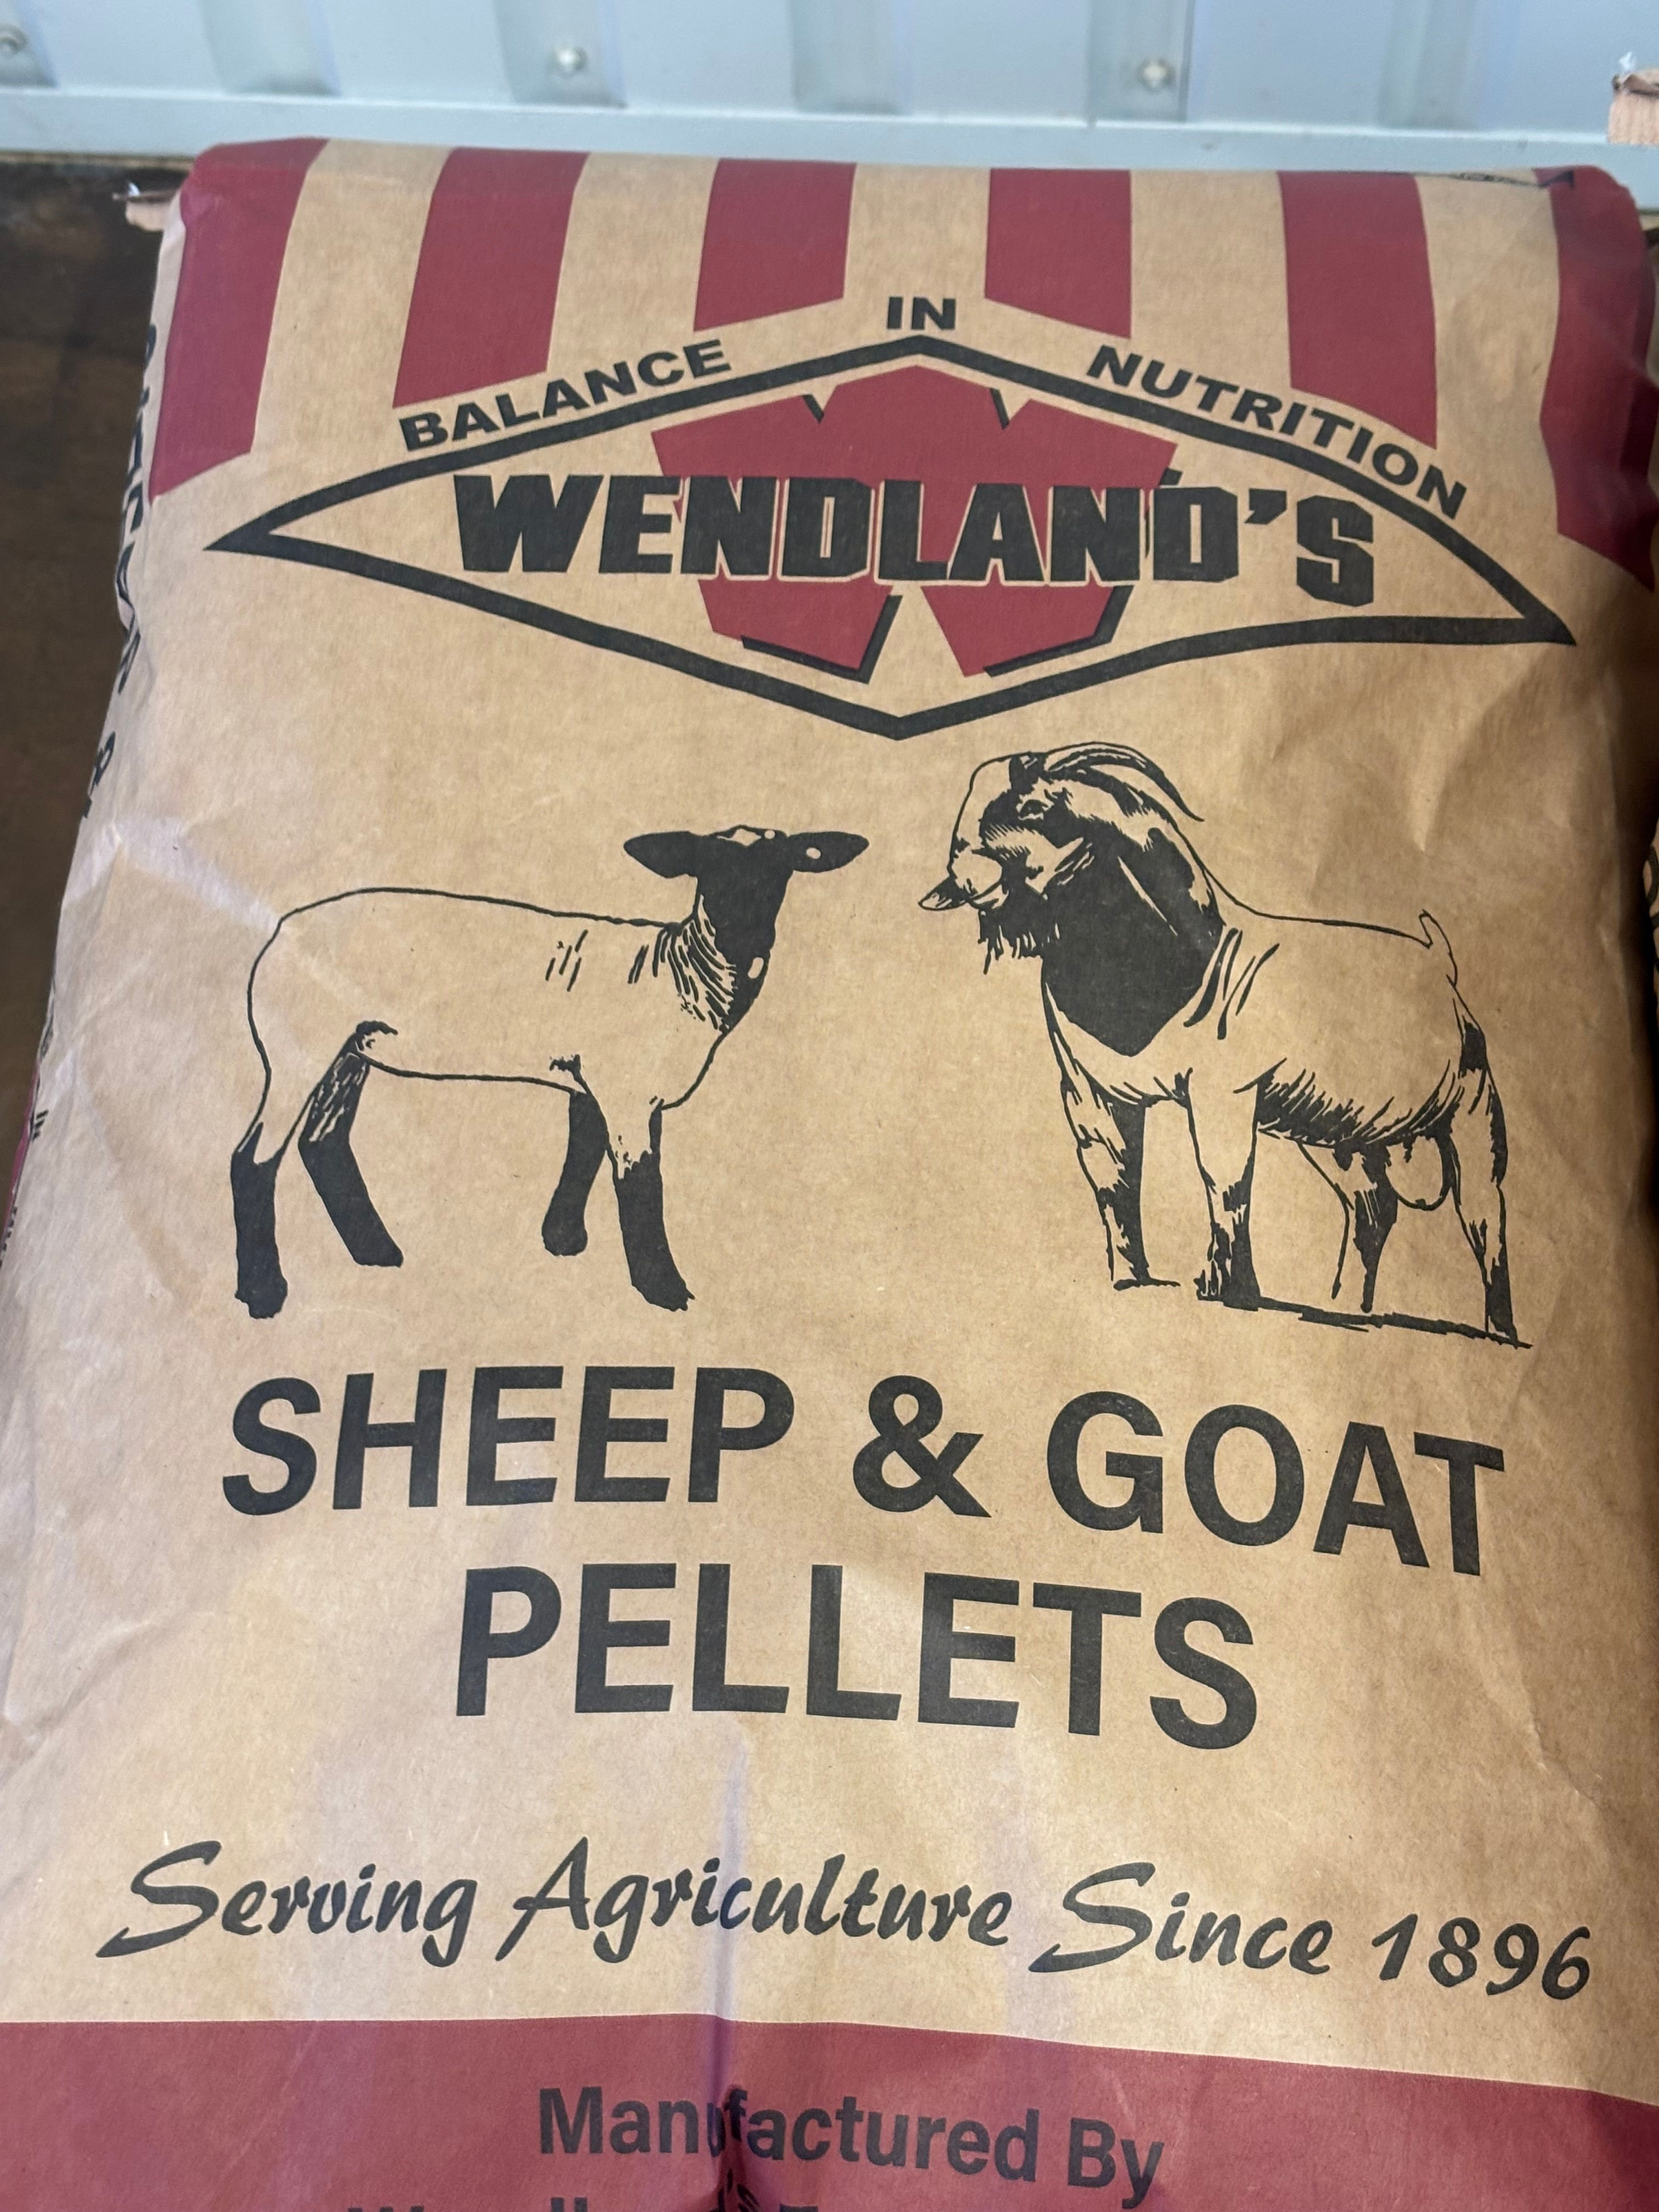 BALANCE IN NUTRITION
WENDLAND'S
SHEEP & GOAT
PELLETS
Serving Agriculture Since 1896
Manufactured By